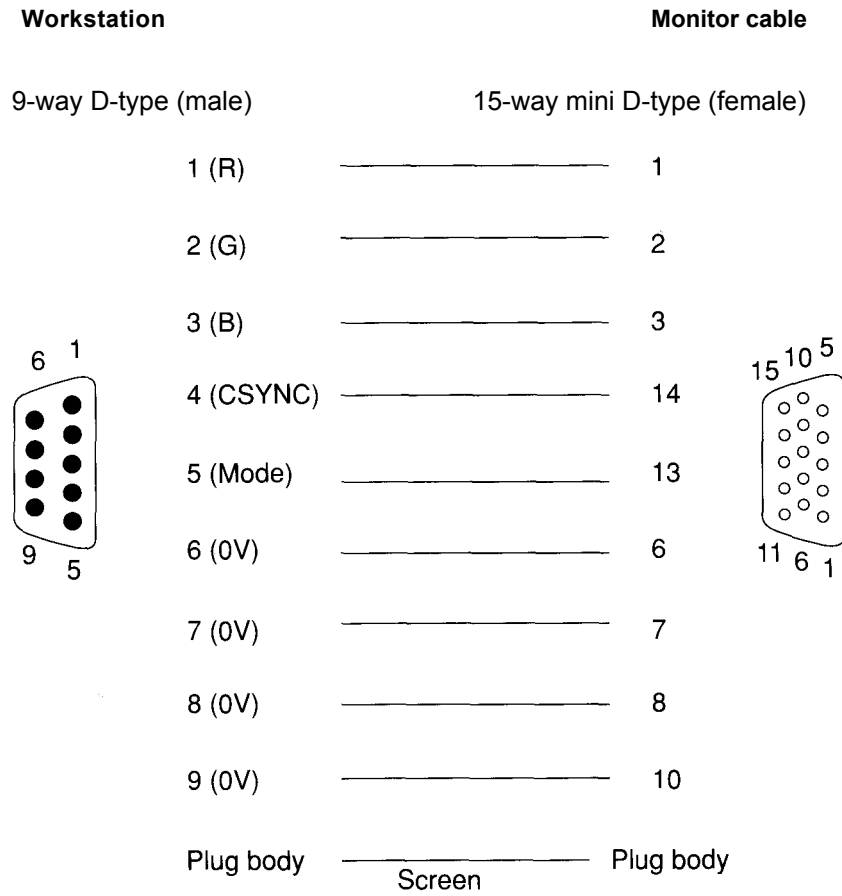 Workstation Monitor cable
9-way D-type (male) 15-way mini D-type (female)
1 (R) 1
2 (G) 2
3 (B) 3
6 1
15 10 5
4 (CSYNC) 14
5 (Mode) 13
9 5
11 6 1
6 (0V) 6
7 (0V) 7
8 (0V) 8
9 (0V) 10
Plug body Plug body
Screen